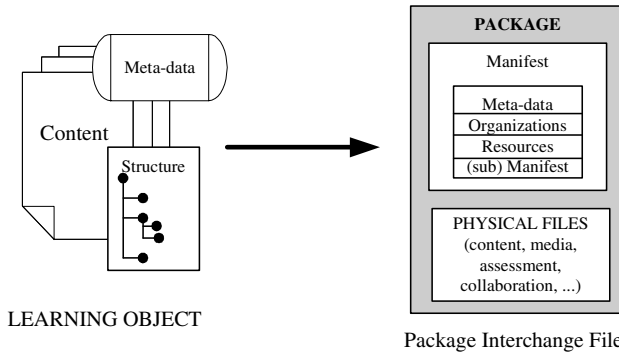 Meta-data
Content
Structure
LEARNING OBJECT
PACKAGE
Manifest
Meta-data
Organizations
Resources
(sub) Manifest
PHYSICAL FILES
(content, media,
assessment,
collaboration, ...)
Package Interchange File